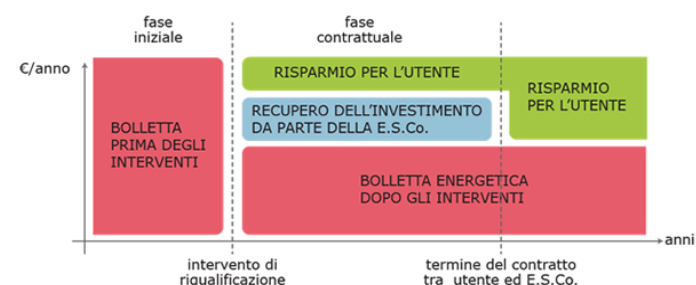 fase
iniziale
fase
contrattuale
€/anno
RISPARMIO PER L'UTENTE
RISPARMIO
PER L'UTENTE
RECUPERO DELL'INVESTIMENTO
DA PARTE DELLA E.S.Co.
BOLLETTA
PRIMA DEGLI
INTERVENTI
BOLLETTA ENERGETICA
DOPO GLI INTERVENTI
anni
intervento di
riqualificazione
termine del contratto
tra utente ed E.S.Co.